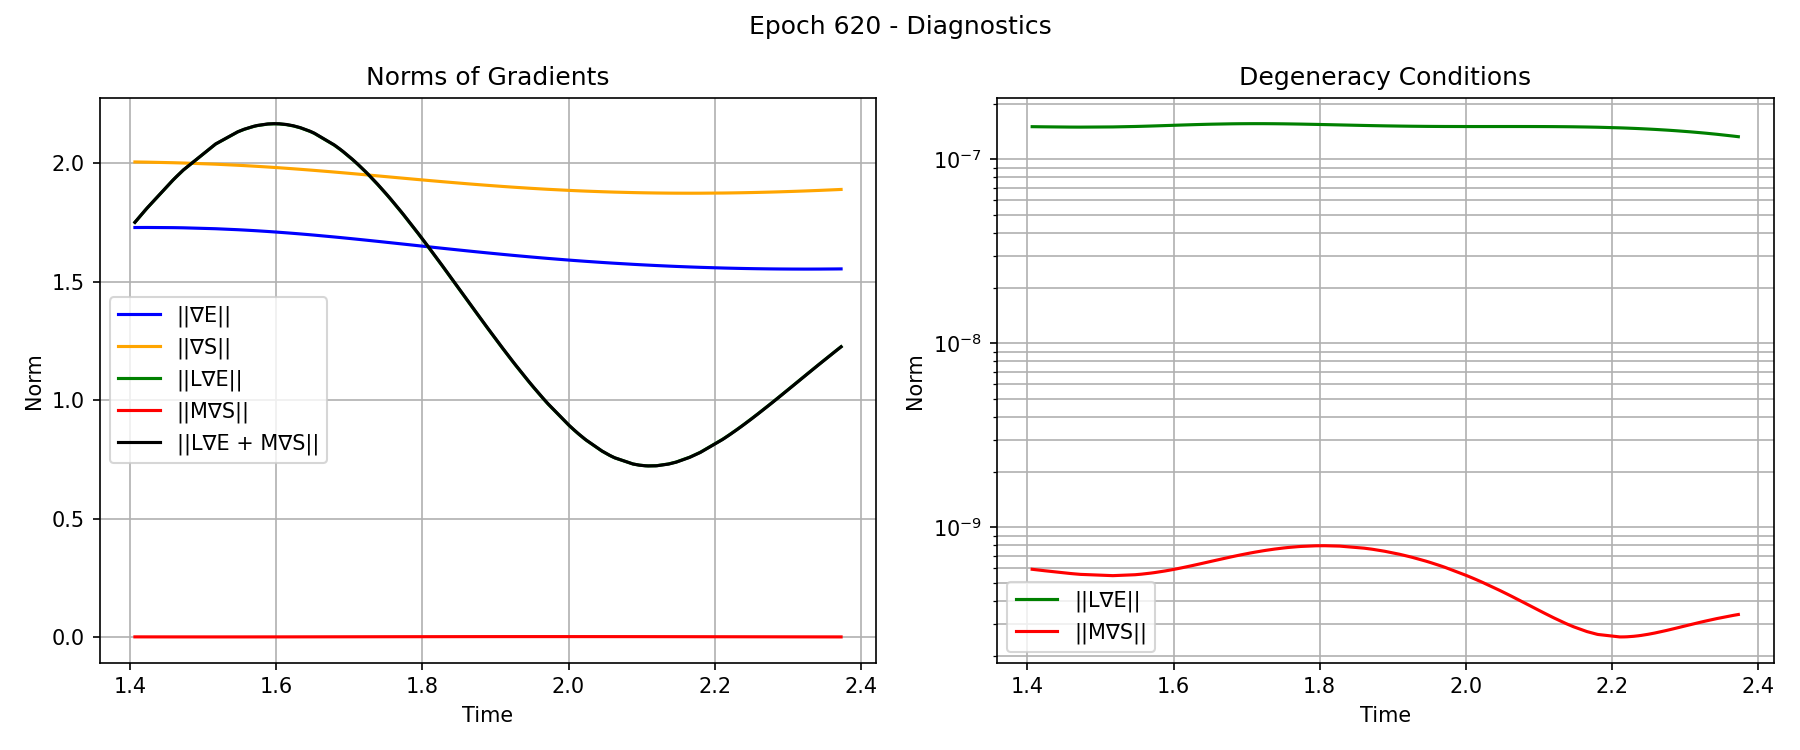 Epoch 620 - Diagnostics
Norms of Gradients
Norm
2.0
1.5
1.0
0.5
0.0
||∇E||
||∇S||
||L∇E||
||M∇S||
||L∇E + M∇S||
1.4 1.6 1.8 2.0 2.2 2.4
Time
Degeneracy Conditions
Norm
10⁻⁷
10⁻⁸
10⁻⁹
||L∇E||
||M∇S||
1.4 1.6 1.8 2.0 2.2 2.4
Time